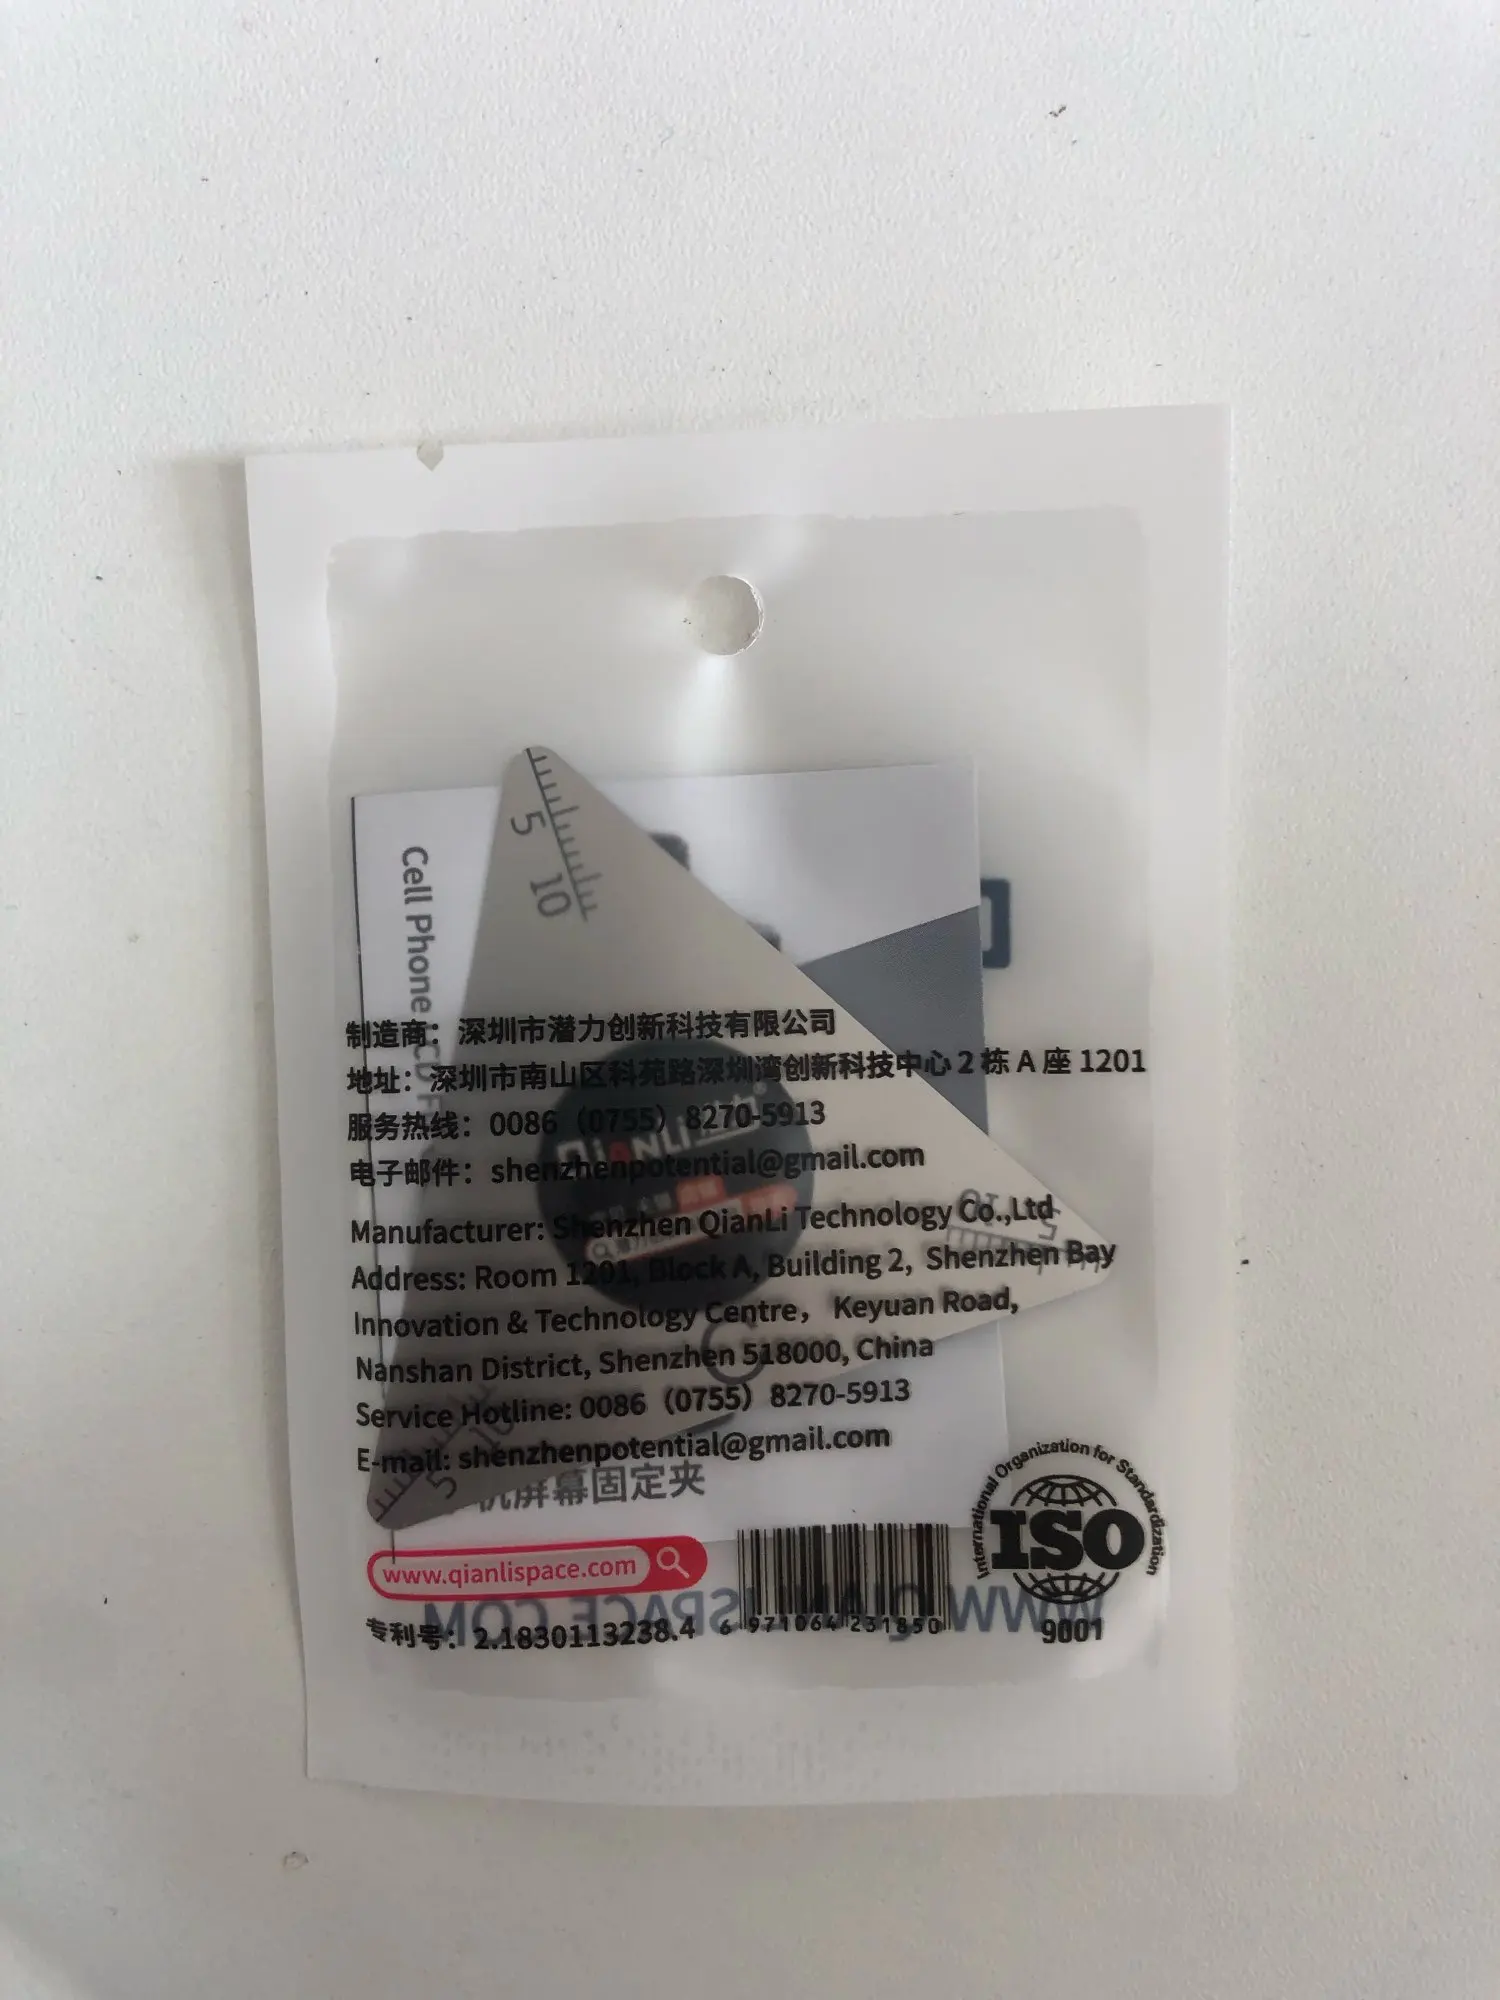 5
10
Cell Phone
制造商：深圳市潜力创新科技有限公司
地址：深圳市南山区科苑路深圳湾创新科技中心 2 栋 A 座 1201
服务热线：0086（0755）8270-5913
电子邮件：shenzhenpotential@gmail.com
QIANLI
Manufacturer: Shenzhen QianLi Technology Co.,Ltd
Address: Room 1201, Block A, Building 2, Shenzhen Bay
Innovation & Technology Centre, Keyuan Road,
Nanshan District, Shenzhen 518000, China
Service Hotline: 0086（0755）8270-5913
E-mail: shenzhenpotential@gmail.com
10
5
10
5
机屏幕固定夹
www.qianlispace.com
专利号：2.1830113238.4
6 971064 231850
International Organization for Standardization
ISO
9001